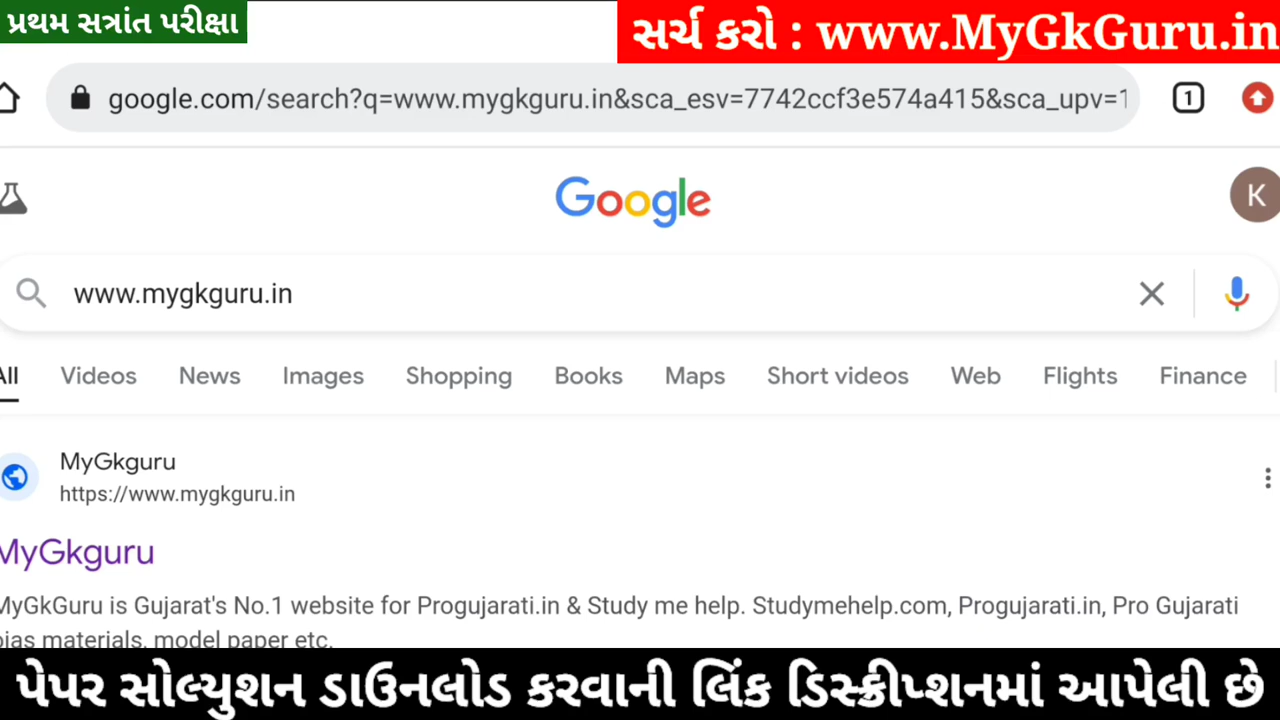 પ્રથમ સત્રાંત પરીક્ષા
સર્ચ કરો : www.MyGkGuru.in
google.com/search?q=www.mygkguru.in&sca_esv=7742ccf3e574a415&sca_upv=1
1
Google
K
www.mygkguru.in
All Videos News Images Shopping Books Maps Short videos Web Flights Finance
MyGkguru
https://www.mygkguru.in
MyGkguru
MyGkGuru is Gujarat's No.1 website for Progujarati.in & Study me help. Studymehelp.com, Progujarati.in, Pro Gujarati
materials, model paper etc.
પેપર સોલ્યુશન ડાઉનલોડ કરવાની લિંક ડિસ્ક્રીપ્શનમાં આપેલી છે